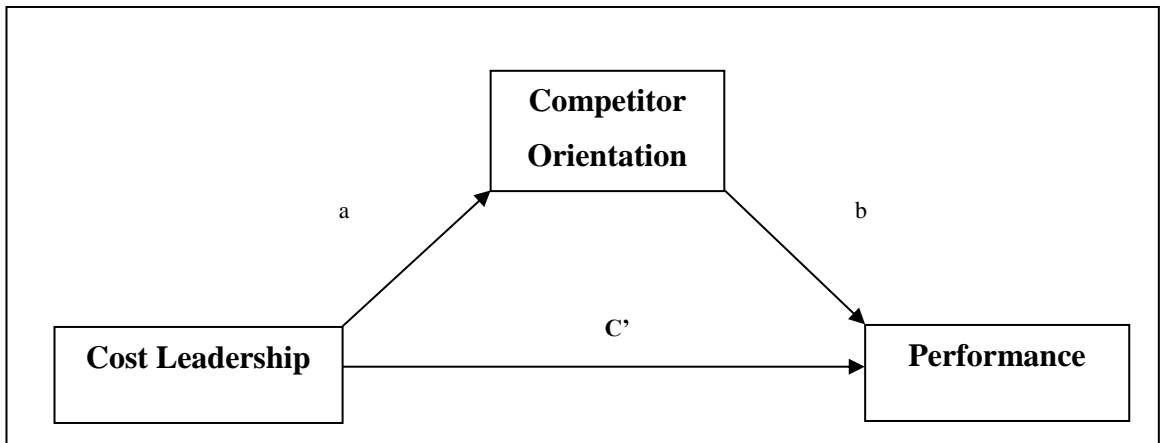 Competitor
Orientation
a
b
C’
Cost Leadership
Performance